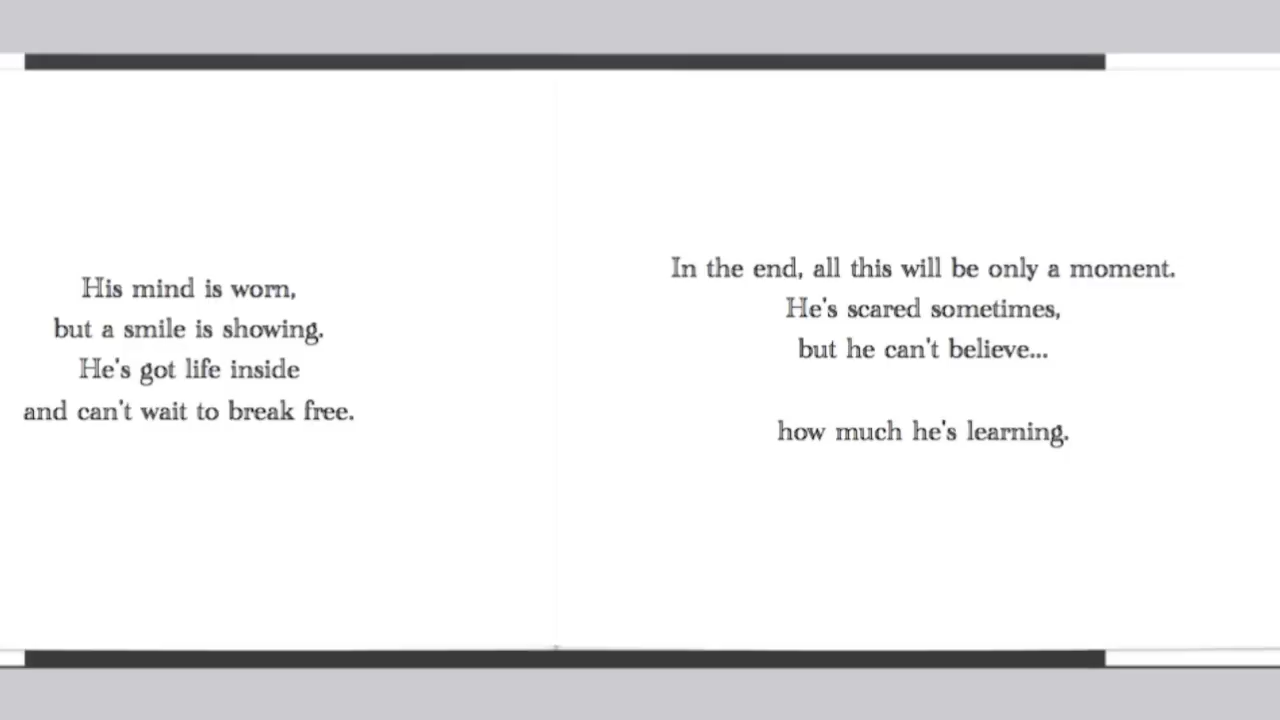 His mind is worn,
but a smile is showing.
He's got life inside
and can't wait to break free.
In the end, all this will be only a moment.
He's scared sometimes,
but he can't believe...
how much he's learning.